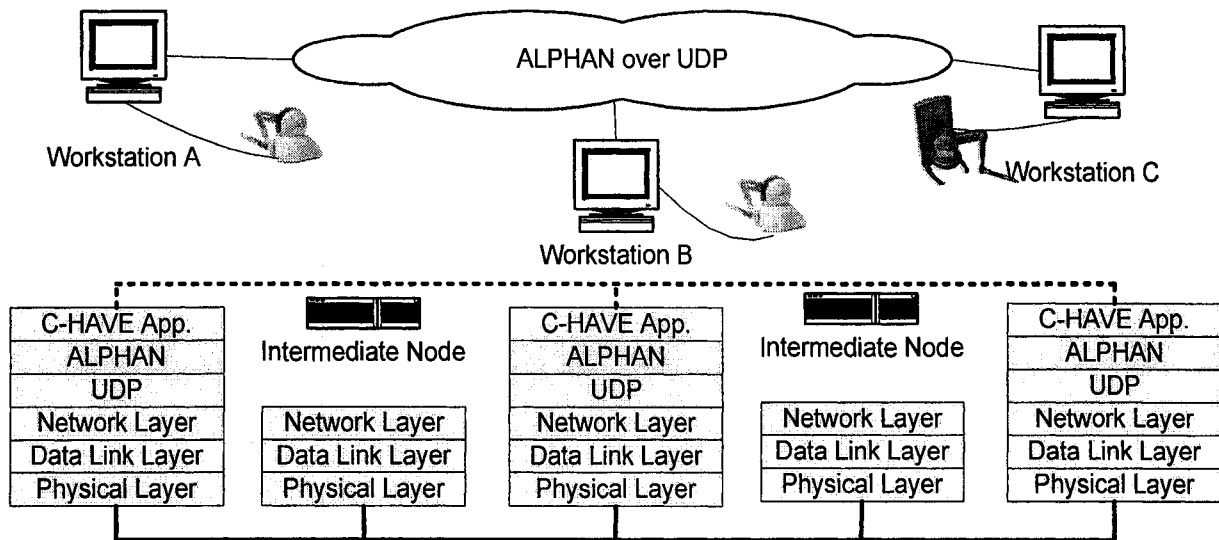 ALPHAN over UDP
Workstation A
Workstation B
Workstation C
C-HAVE App.
ALPHAN
UDP
Network Layer
Data Link Layer
Physical Layer
Intermediate Node
Network Layer
Data Link Layer
Physical Layer
C-HAVE App.
ALPHAN
UDP
Network Layer
Data Link Layer
Physical Layer
Intermediate Node
Network Layer
Data Link Layer
Physical Layer
C-HAVE App.
ALPHAN
UDP
Network Layer
Data Link Layer
Physical Layer